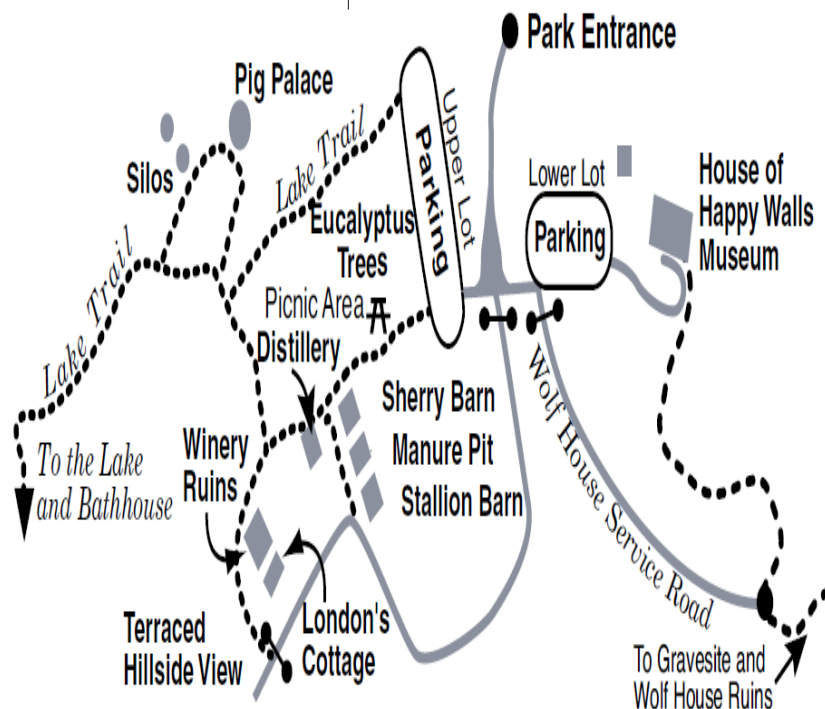 Park Entrance
Pig Palace
Silos
Lake Trail
Upper Lot
Parking
Eucalyptus
Trees
Picnic Area
Distillery
Lower Lot
Parking
House of
Happy Walls
Museum
Lake Trail
Sherry Barn
Manure Pit
Stallion Barn
Wolf House Service Road
Winery
Ruins
To the Lake
and Bathhouse
Terraced
Hillside View
London's
Cottage
To Gravesite and
Wolf House Ruins